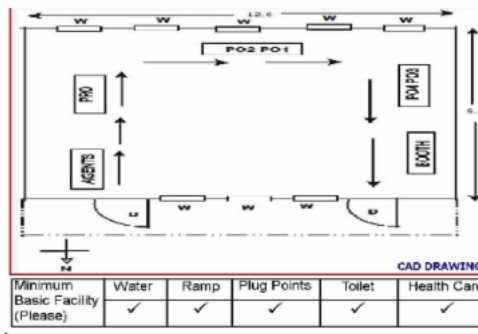 12.6
W W W W W
PO2 PO1
PRO
PO4 PO3
AGENTS
BOOTH
D W W W D
N
CAD DRAWING
Minimum Basic Facility (Please) Water Ramp Plug Points Toilet Health Care
✓ ✓ ✓ ✓ ✓